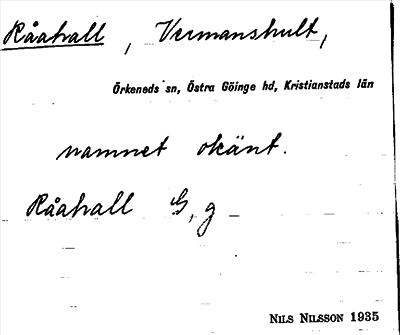 Råahall, Vermanshult,
Örkeneds sn, Östra Göinge hd, Kristianstads län
namnet okänt.
Råahall G, g
NILS NILSSON 1935